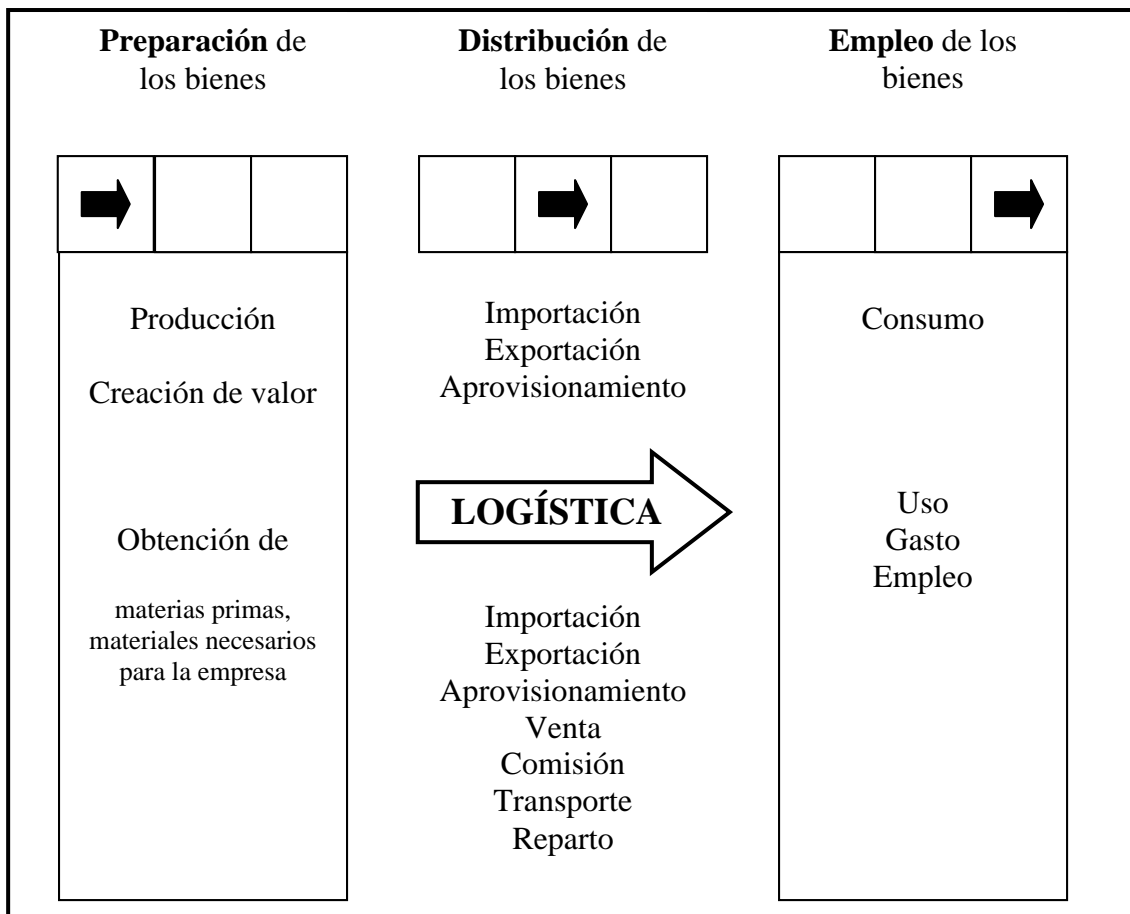 Preparación de
los bienes
Distribución de
los bienes
Empleo de los
bienes
Producción
Creación de valor
Obtención de
materias primas,
materiales necesarios
para la empresa
Importación
Exportación
Aprovisionamiento
LOGÍSTICA
Importación
Exportación
Aprovisionamiento
Venta
Comisión
Transporte
Reparto
Consumo
Uso
Gasto
Empleo